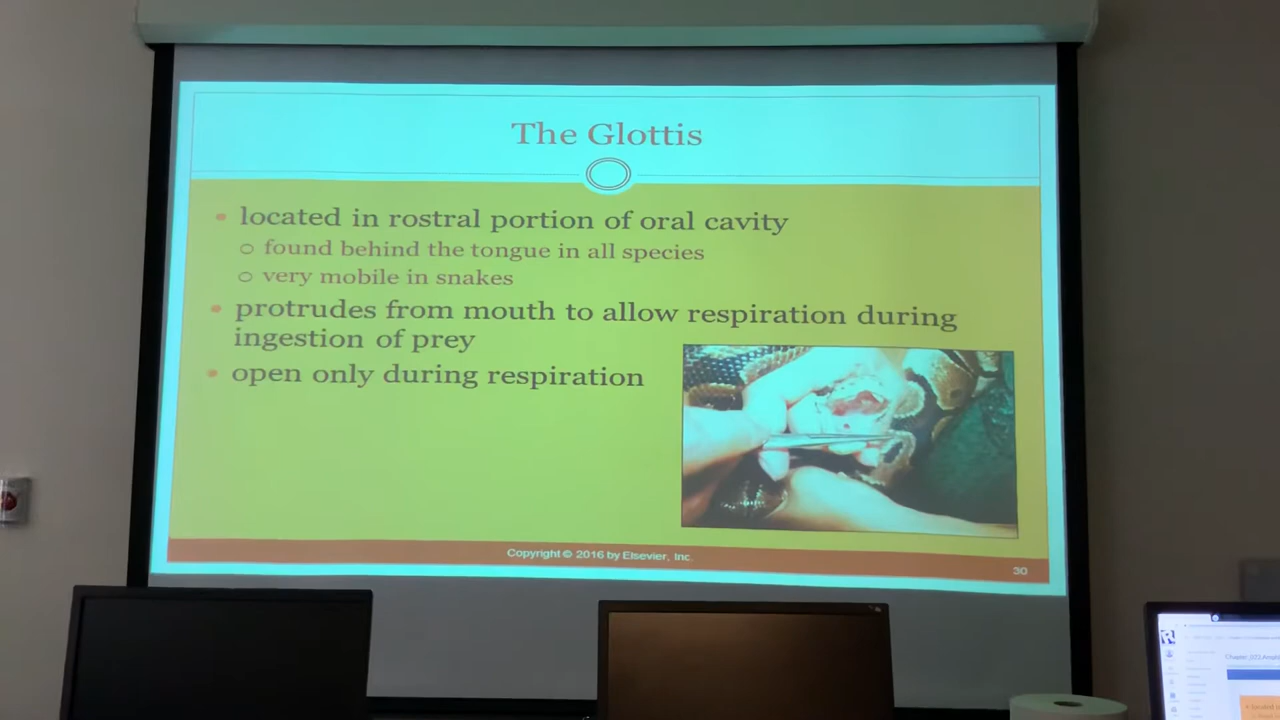 The Glottis
• located in rostral portion of oral cavity
○ found behind the tongue in all species
○ very mobile in snakes
• protrudes from mouth to allow respiration during
ingestion of prey
• open only during respiration
Copyright © 2016 by Elsevier, Inc.
30